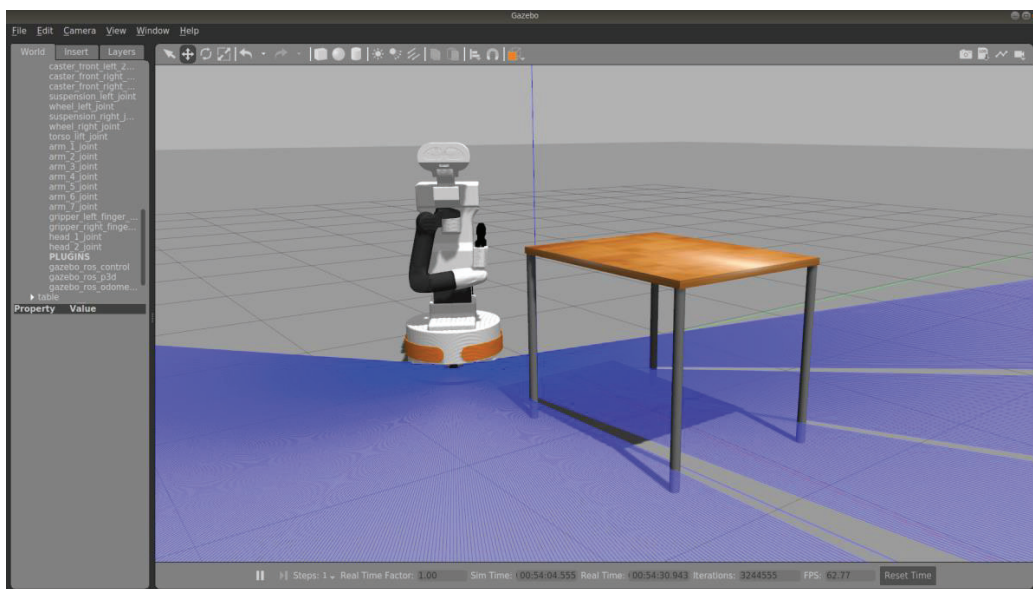 Gazebo
File Edit Camera View Window Help
World Insert Layers
caster_front_left_2...
caster_front_right_...
caster_front_right_...
suspension_left_joint
wheel_left_joint
suspension_right_j...
wheel_right_joint
torso_lift_joint
arm_1_joint
arm_2_joint
arm_3_joint
arm_4_joint
arm_5_joint
arm_6_joint
arm_7_joint
gripper_left_finger_...
gripper_right_finge...
head_1_joint
head_2_joint
PLUGINS
gazebo_ros_control
gazebo_ros_p3d
gazebo_ros_odome...
table
Property Value
Steps: 1 Real Time Factor: 1.00 Sim Time: 00:54:04.555 Real Time: 00:54:30.943 Iterations: 3244555 FPS: 62.77 Reset Time